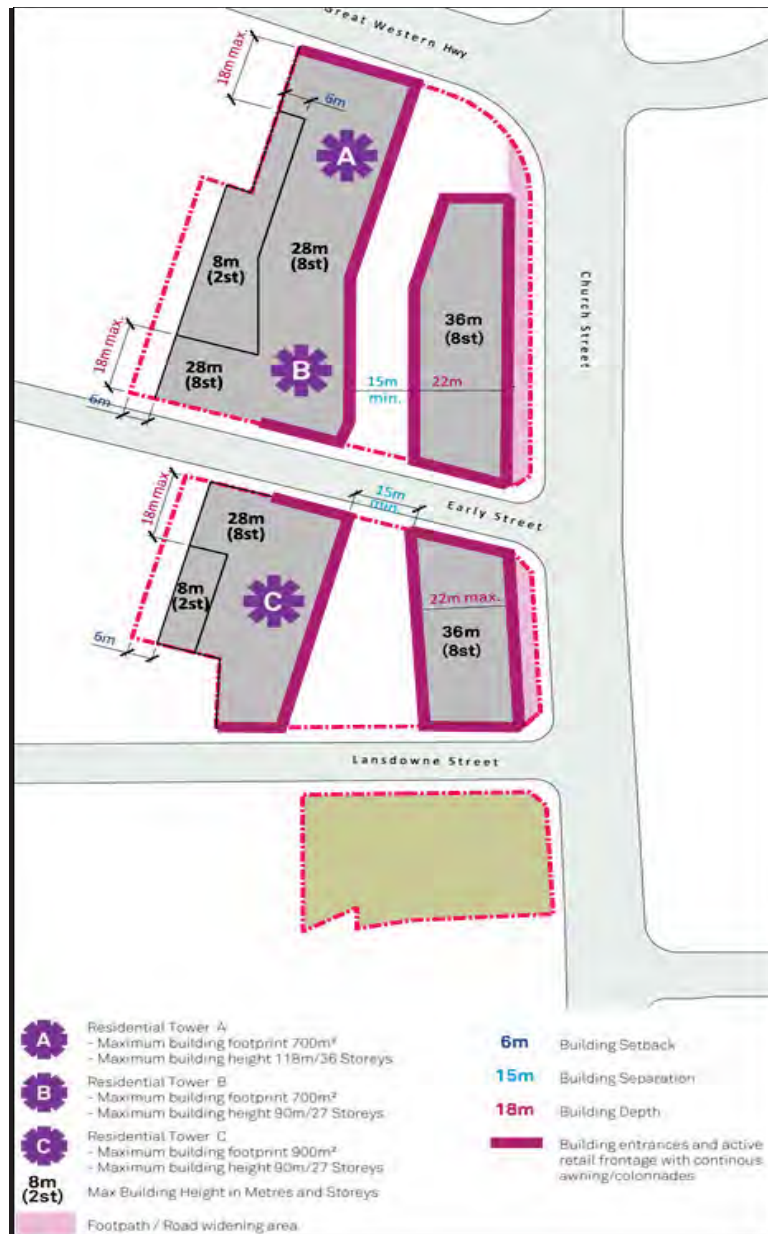 Great Western Hwy
18m max.
6m
A
8m
(2st)
28m
(8st)
36m
(8st)
Church Street
18m max.
28m
(8st)
B
15m
min.
22m
6m
15m
min.
Early Street
18m max.
28m
(8st)
8m
(2st)
C
22m max.
36m
(8st)
6m
Lansdowne Street
A
Residential Tower A
- Maximum building footprint 700m²
- Maximum building height 118m/36 Storeys
B
Residential Tower B
- Maximum building footprint 700m²
- Maximum building height 90m/27 Storeys
C
Residential Tower C
- Maximum building footprint 900m²
- Maximum building height 90m/27 Storeys
8m
(2st)
Max Building Height in Metres and Storeys
Footpath / Road widening area
6m Building Setback
15m Building Separation
18m Building Depth
Building entrances and active
retail frontage with continous
awning/colonnades